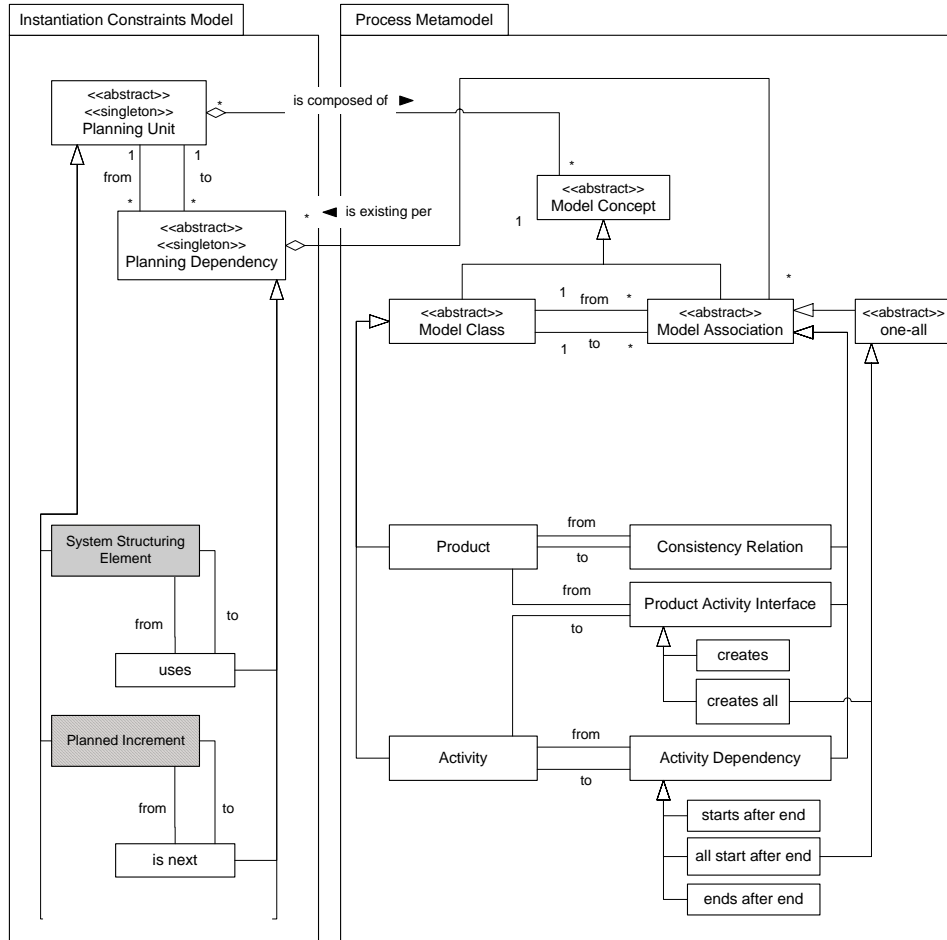 Instantiation Constraints Model
Process Metamodel
<<abstract>>
<<singleton>>
Planning Unit
*
is composed of
1
1
from
to
*
*
*
<<abstract>>
Model Concept
1
<<abstract>>
<<singleton>>
Planning Dependency
*
is existing per
*
<<abstract>>
Model Class
1
from
*
1
to
*
<<abstract>>
Model Association
<<abstract>>
one-all
System Structuring
Element
from
to
uses
Planned Increment
from
to
is next
Product
from
to
Consistency Relation
from
to
Product Activity Interface
creates
creates all
Activity
from
to
Activity Dependency
starts after end
all start after end
ends after end